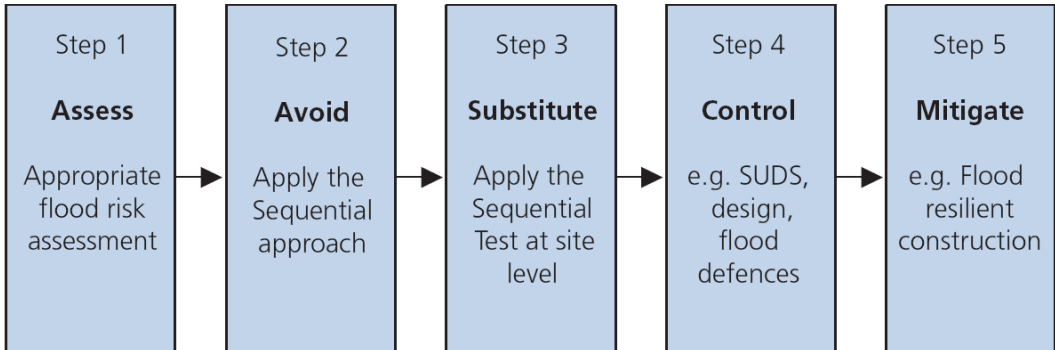 Step 1
Assess
Appropriate
flood risk
assessment
Step 2
Avoid
Apply the
Sequential
approach
Step 3
Substitute
Apply the
Sequential
Test at site
level
Step 4
Control
e.g. SUDS,
design,
flood
defences
Step 5
Mitigate
e.g. Flood
resilient
construction